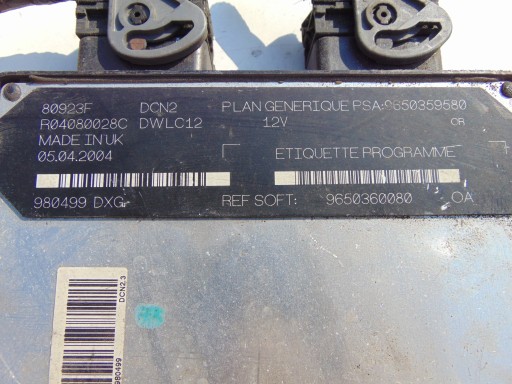 80923F DCN2 PLAN GENERIQUE PSA:9650359580
R04080028C DWLC12 12V OR
MADE IN UK
05.04.2004 ETIQUETTE PROGRAMME
980499 DXG REF SOFT: 9650360080 OA
DCN2.3
980499